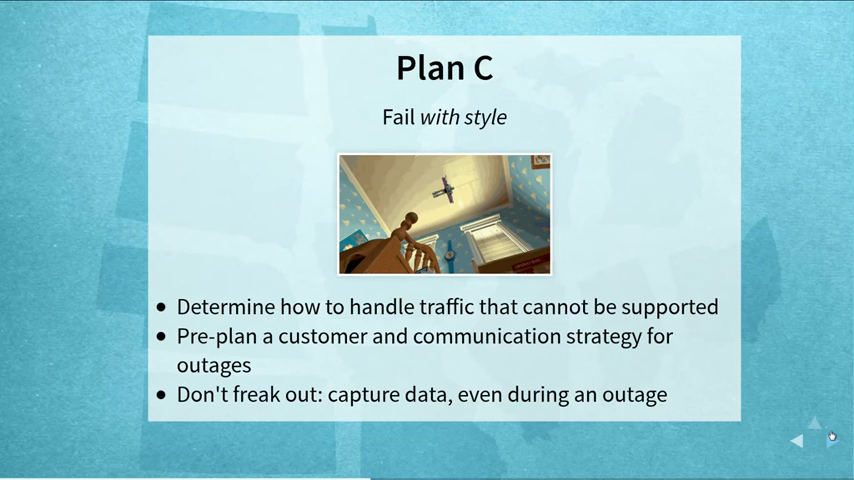 Plan C
Fail with style
Determine how to handle traffic that cannot be supported
Pre-plan a customer and communication strategy for
outages
Don't freak out: capture data, even during an outage